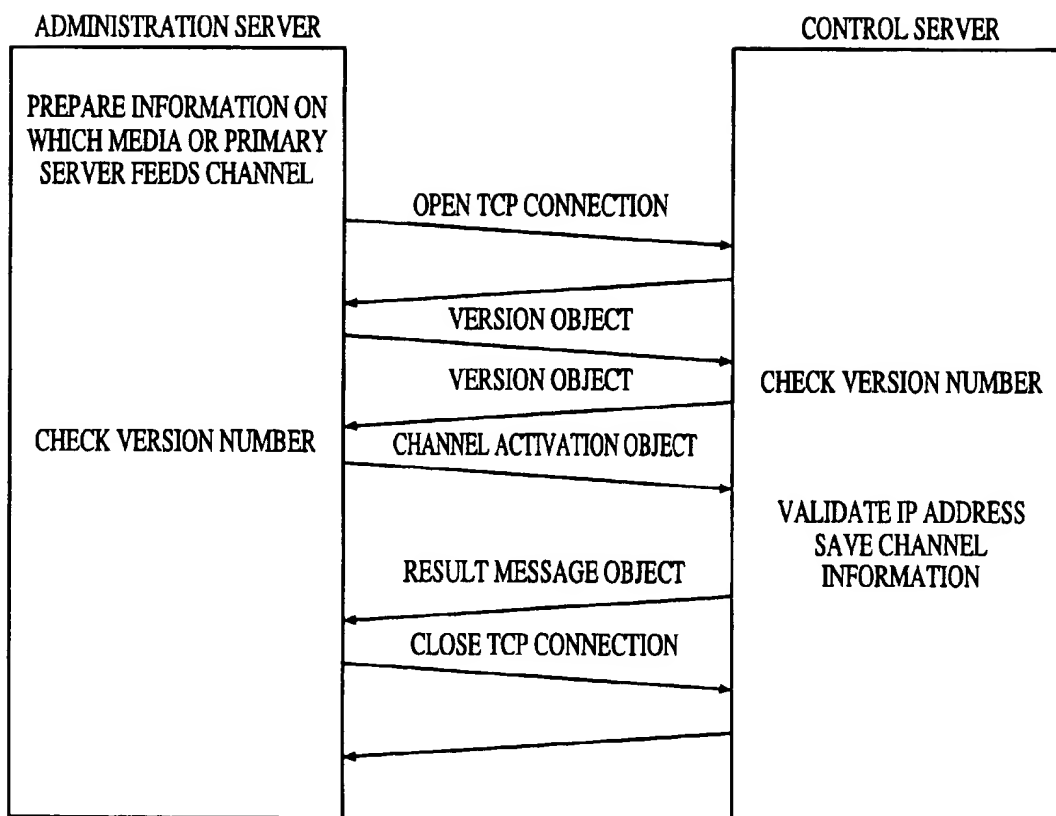 ADMINISTRATION SERVER
CONTROL SERVER
PREPARE INFORMATION ON
WHICH MEDIA OR PRIMARY
SERVER FEEDS CHANNEL
OPEN TCP CONNECTION
VERSION OBJECT
VERSION OBJECT
CHECK VERSION NUMBER
CHECK VERSION NUMBER
CHANNEL ACTIVATION OBJECT
VALIDATE IP ADDRESS
SAVE CHANNEL
INFORMATION
RESULT MESSAGE OBJECT
CLOSE TCP CONNECTION